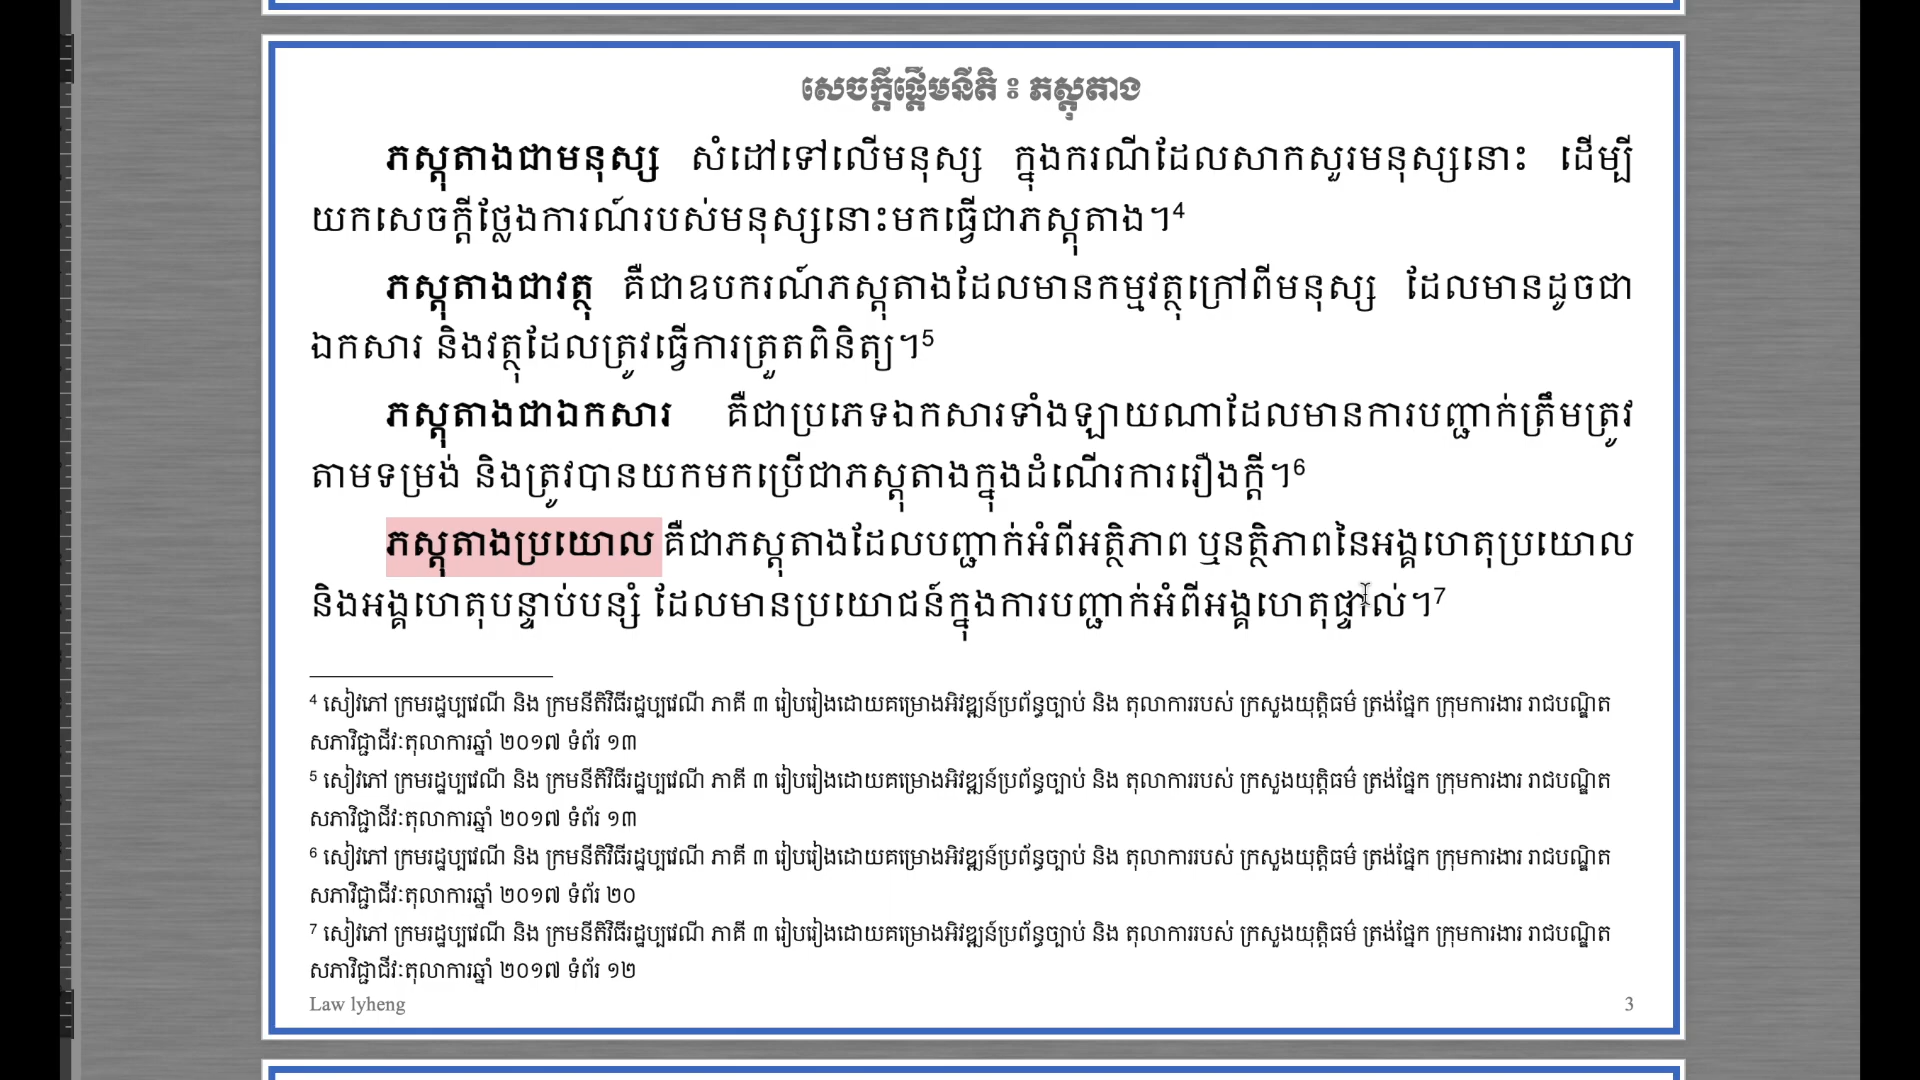 សេចក្តីផ្តើមនីតិ ៖ ភស្តុតាង
ភស្តុតាងជាមនុស្ស សំដៅទៅលើមនុស្ស ក្នុងករណីដែលសាកសួរមនុស្សនោះ ដើម្បី
យកសេចក្តីថ្លែងការណ៍របស់មនុស្សនោះមកធ្វើជាភស្តុតាង។4
ភស្តុតាងជាវត្ថុ គឺជាឧបករណ៍ភស្តុតាងដែលមានកម្មវត្ថុក្រៅពីមនុស្ស ដែលមានដូចជា
ឯកសារ និងវត្ថុដែលត្រូវធ្វើការត្រួតពិនិត្យ។5
ភស្តុតាងជាឯកសារ គឺជាប្រភេទឯកសារទាំងឡាយណាដែលមានការបញ្ជាក់ត្រឹមត្រូវ
តាមទម្រង់ និងត្រូវបានយកមកប្រើជាភស្តុតាងក្នុងដំណើរការរឿងក្តី។6
ភស្តុតាងប្រយោល គឺជាភស្តុតាងដែលបញ្ជាក់អំពីអត្ថិភាព ឬនត្ថិភាពនៃអង្គហេតុប្រយោល
និងអង្គហេតុបន្ទាប់បន្សំ ដែលមានប្រយោជន៍ក្នុងការបញ្ជាក់អំពីអង្គហេតុផ្ទាល់។7
4 សៀវភៅ ក្រមរដ្ឋប្បវេណី និង ក្រមនីតិវិធីរដ្ឋប្បវេណី ភាគី ៣ រៀបរៀងដោយគម្រោងអិវឌ្ឍន៍ប្រព័ន្ធច្បាប់ និង តុលាការរបស់ ក្រសួងយុត្តិធម៌ ត្រង់ផ្នែក ក្រុមការងារ រាជបណ្ឌិត
សភាវិជ្ជាជីវៈតុលាការឆ្នាំ ២០១៧ ទំព័រ ១៣
5 សៀវភៅ ក្រមរដ្ឋប្បវេណី និង ក្រមនីតិវិធីរដ្ឋប្បវេណី ភាគី ៣ រៀបរៀងដោយគម្រោងអិវឌ្ឍន៍ប្រព័ន្ធច្បាប់ និង តុលាការរបស់ ក្រសួងយុត្តិធម៌ ត្រង់ផ្នែក ក្រុមការងារ រាជបណ្ឌិត
សភាវិជ្ជាជីវៈតុលាការឆ្នាំ ២០១៧ ទំព័រ ១៣
6 សៀវភៅ ក្រមរដ្ឋប្បវេណី និង ក្រមនីតិវិធីរដ្ឋប្បវេណី ភាគី ៣ រៀបរៀងដោយគម្រោងអិវឌ្ឍន៍ប្រព័ន្ធច្បាប់ និង តុលាការរបស់ ក្រសួងយុត្តិធម៌ ត្រង់ផ្នែក ក្រុមការងារ រាជបណ្ឌិត
សភាវិជ្ជាជីវៈតុលាការឆ្នាំ ២០១៧ ទំព័រ ២០
7 សៀវភៅ ក្រមរដ្ឋប្បវេណី និង ក្រមនីតិវិធីរដ្ឋប្បវេណី ភាគី ៣ រៀបរៀងដោយគម្រោងអិវឌ្ឍន៍ប្រព័ន្ធច្បាប់ និង តុលាការរបស់ ក្រសួងយុត្តិធម៌ ត្រង់ផ្នែក ក្រុមការងារ រាជបណ្ឌិត
សភាវិជ្ជាជីវៈតុលាការឆ្នាំ ២០១៧ ទំព័រ ១២
Law lyheng 3